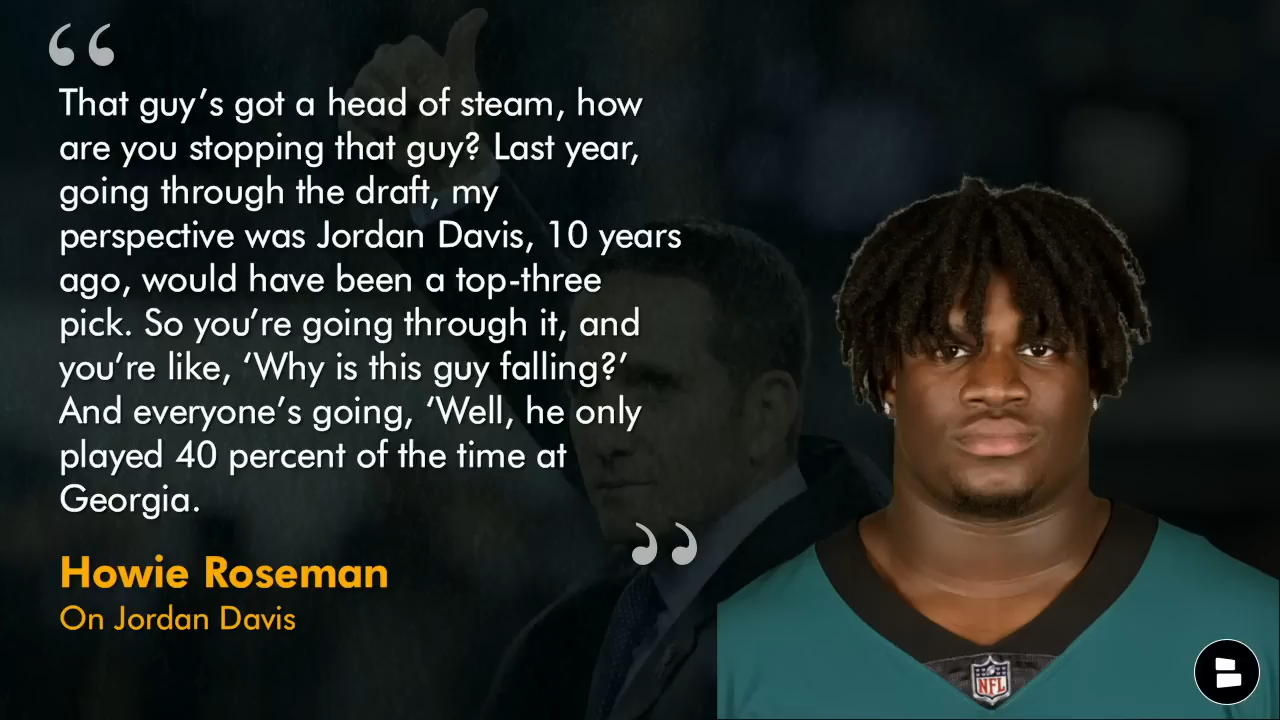 “
That guy’s got a head of steam, how
are you stopping that guy? Last year,
going through the draft, my
perspective was Jordan Davis, 10 years
ago, would have been a top-three
pick. So you’re going through it, and
you’re like, ‘Why is this guy falling?’
And everyone’s going, ‘Well, he only
played 40 percent of the time at
Georgia.
”
Howie Roseman
On Jordan Davis
NFL